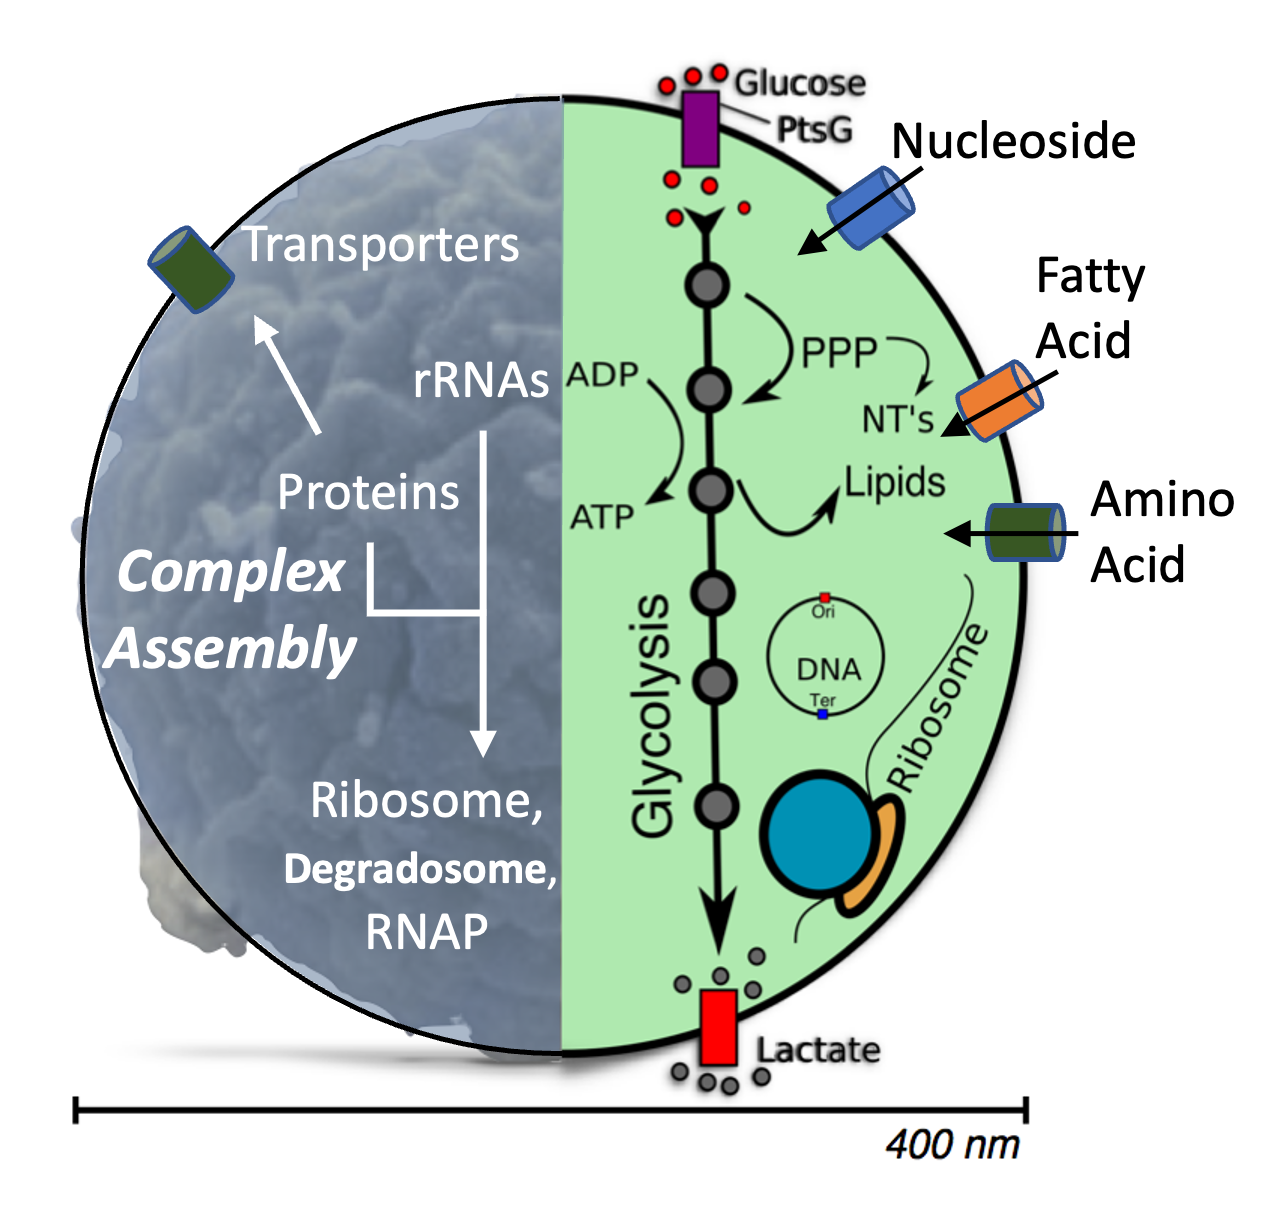 Glucose
PtsG
Nucleoside
Transporters
Fatty
Acid
rRNAs
ADP
PPP
NT's
Proteins
ATP
Lipids
Amino
Acid
Complex
Assembly
Glycolysis
Ori
DNA
Ter
Ribosome
Ribosome,
Degradosome,
RNAP
Lactate
400 nm